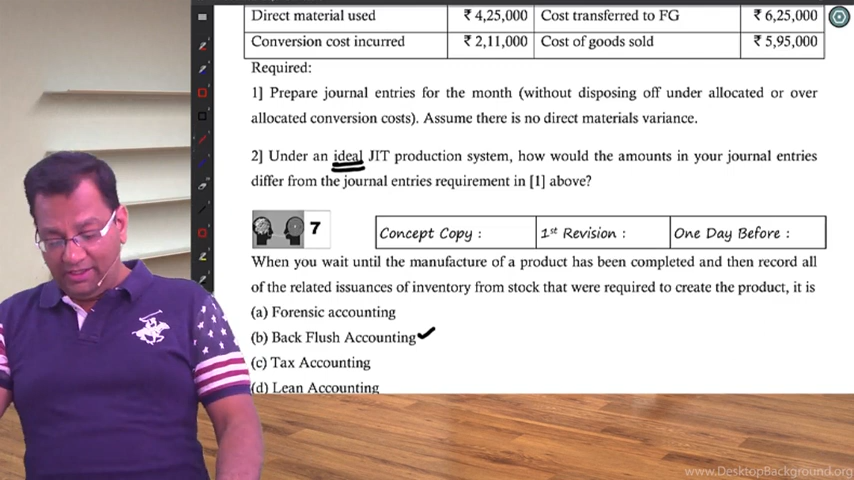 Direct material used ₹ 4,25,000 Cost transferred to FG ₹ 6,25,000
Conversion cost incurred ₹ 2,11,000 Cost of goods sold ₹ 5,95,000
Required:
1] Prepare journal entries for the month (without disposing off under allocated or over
allocated conversion costs). Assume there is no direct materials variance.
2] Under an ideal JIT production system, how would the amounts in your journal entries
differ from the journal entries requirement in [1] above?
7 Concept Copy : 1st Revision : One Day Before :
When you wait until the manufacture of a product has been completed and then record all
of the related issuances of inventory from stock that were required to create the product, it is
(a) Forensic accounting
(b) Back Flush Accounting
(c) Tax Accounting
(d) Lean Accounting
www.DesktopBackground.org